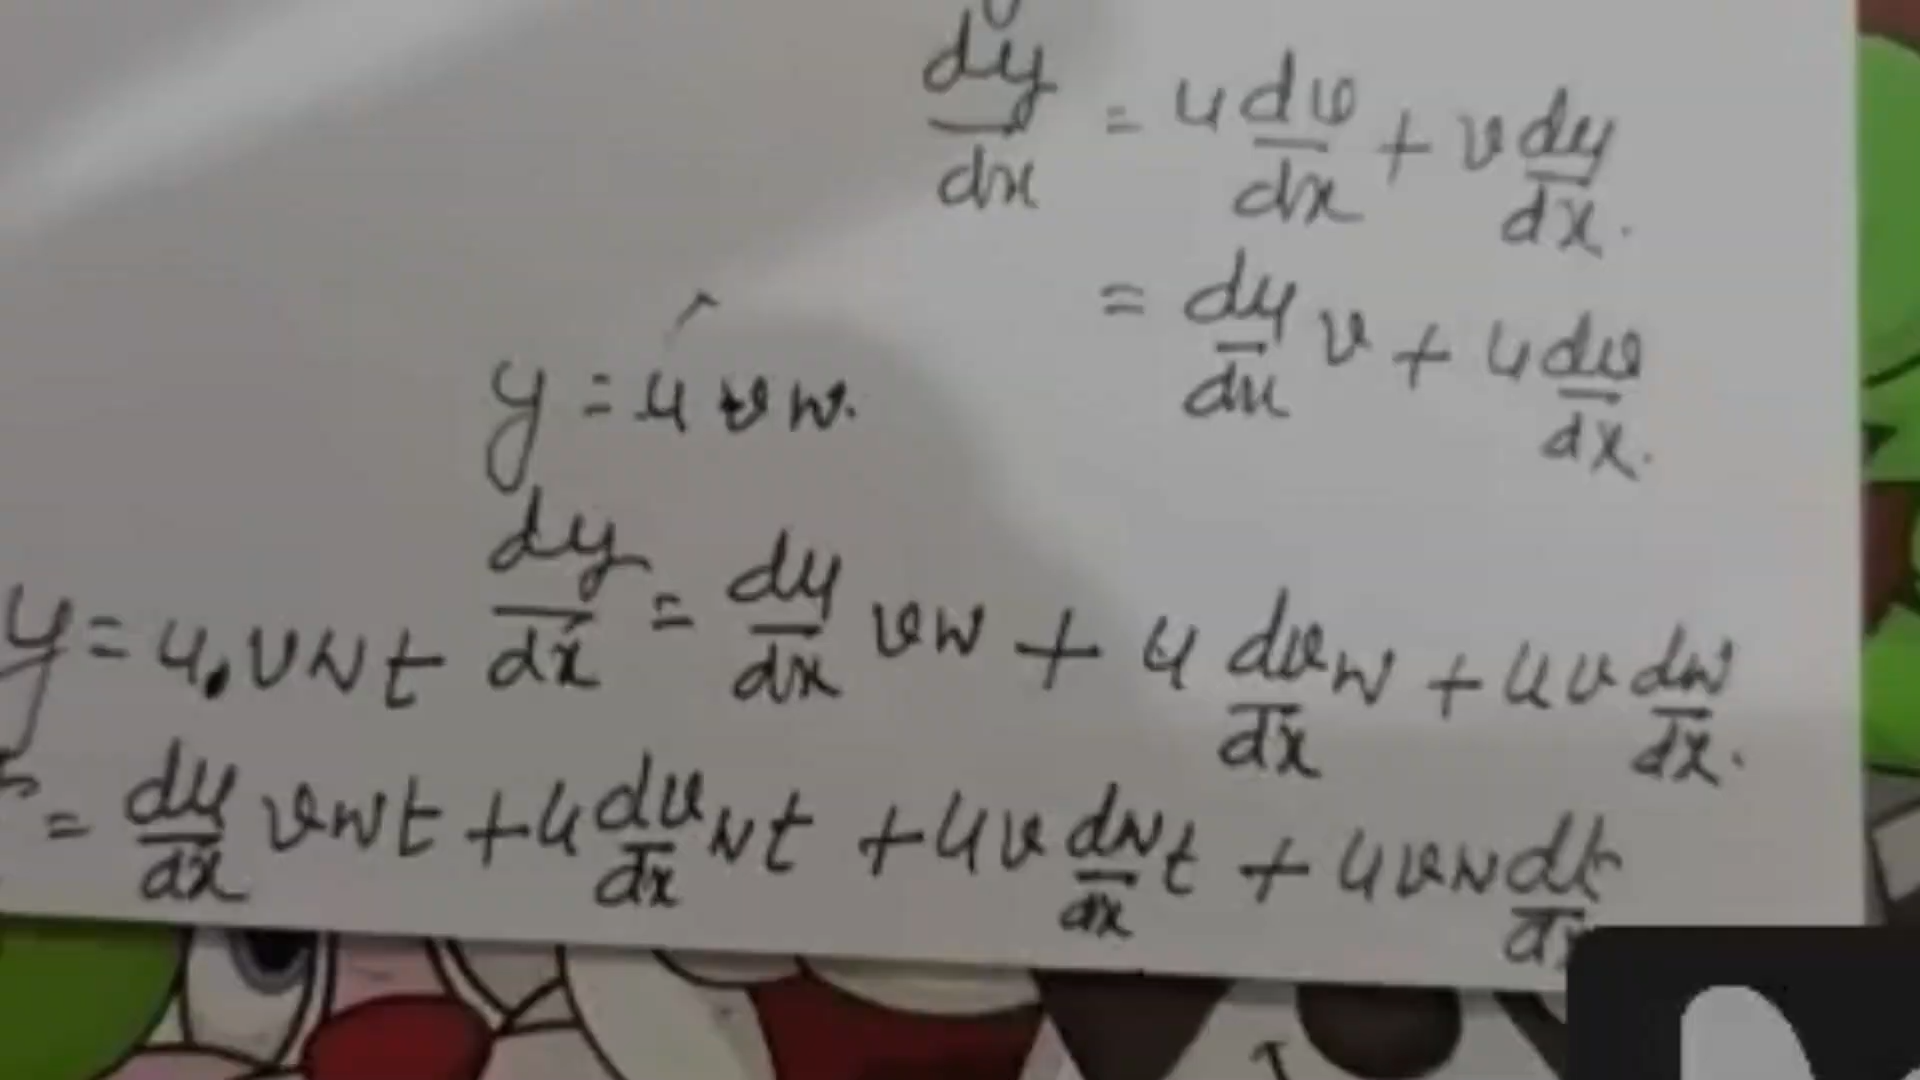 dy/dx = u dv/dx + v du/dx.
= du/dx v + u dv/dx.
y = u v w.
dy/dx = du/dx vw + u dv/dx w + uv dw/dx.
y = u.vwt
= du/dx vwt + u dv/dx wt + uv dw/dx t + uvw dt/dx